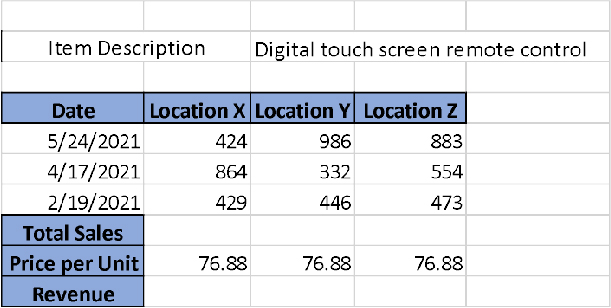 Item Description Digital touch screen remote control
Date Location X Location Y Location Z
5/24/2021 424 986 883
4/17/2021 864 332 554
2/19/2021 429 446 473
Total Sales
Price per Unit 76.88 76.88 76.88
Revenue